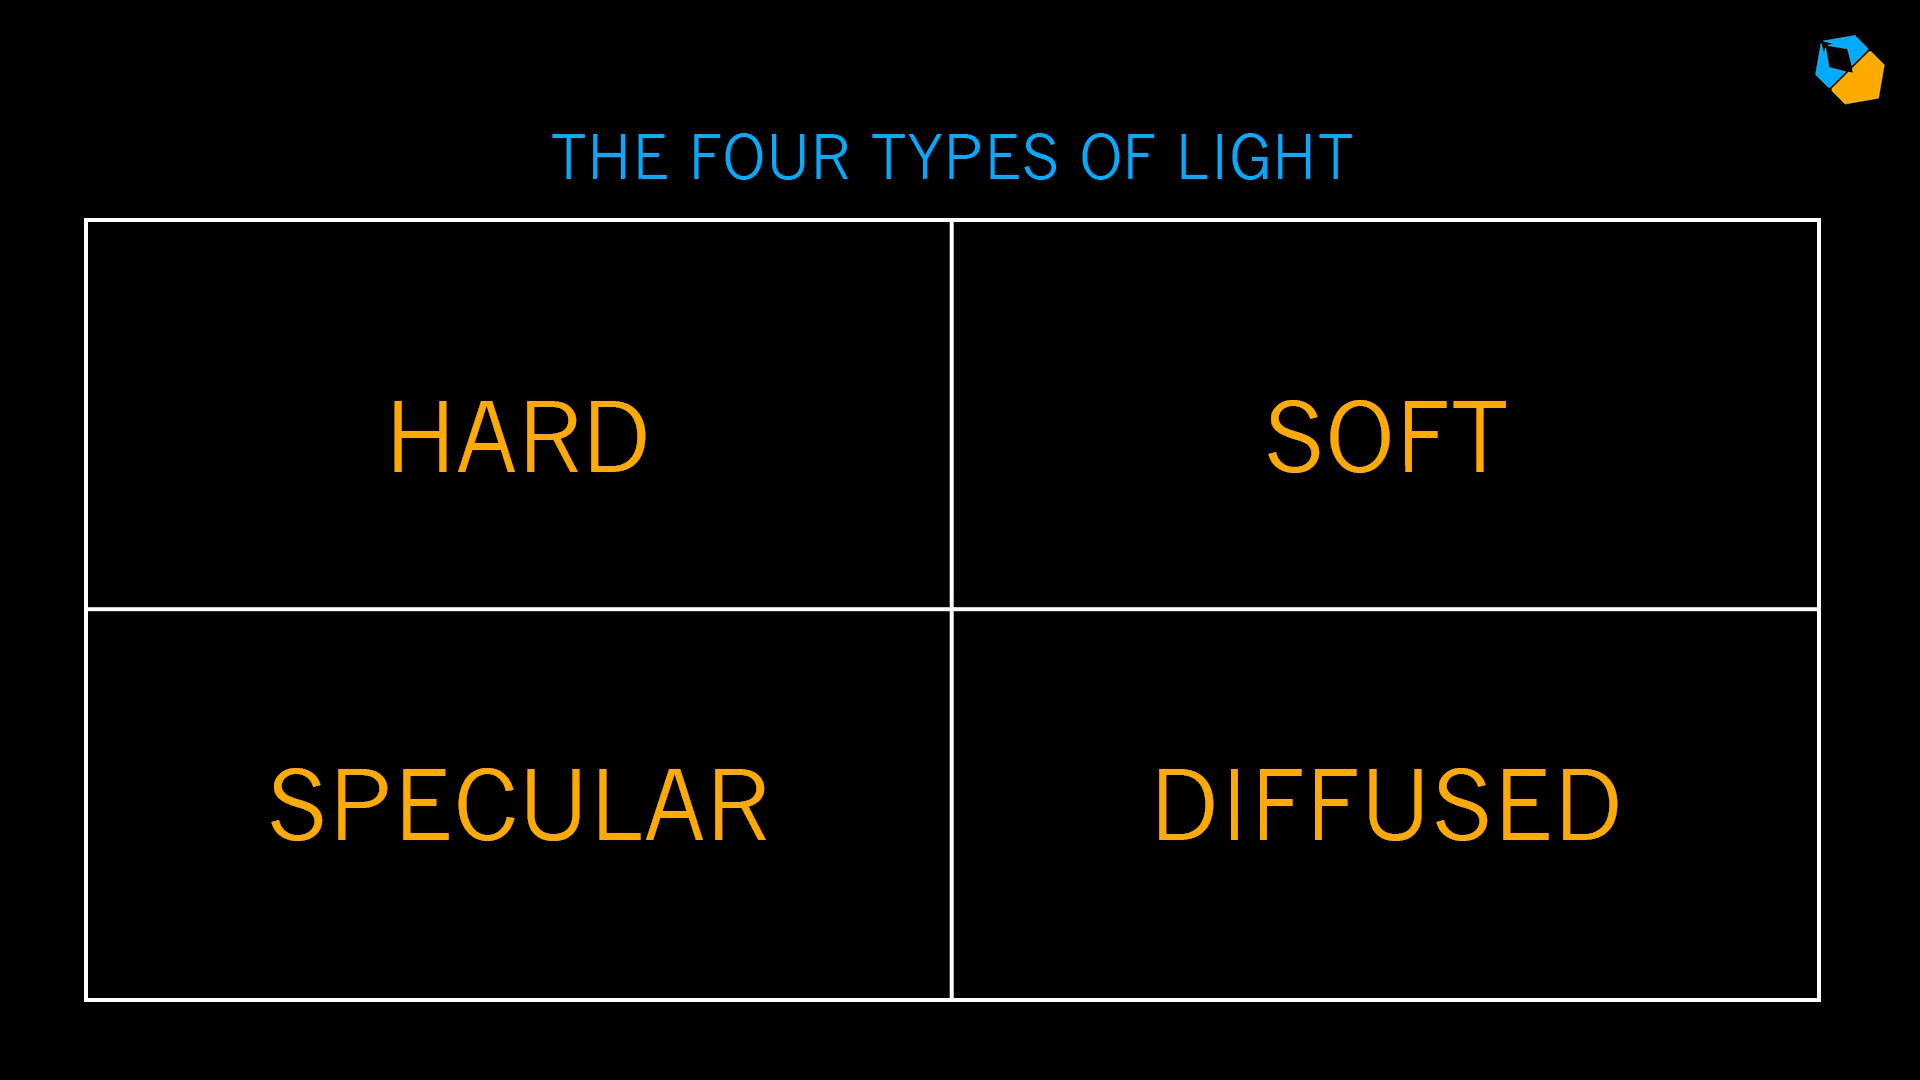 THE FOUR TYPES OF LIGHT
HARD
SOFT
SPECULAR
DIFFUSED